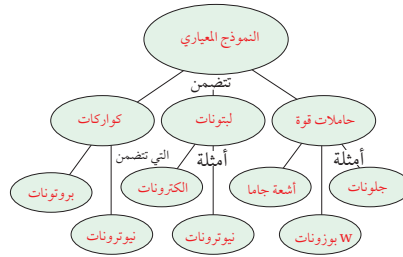 النموذج المعياري
تتضمن
حاملات قوة
لبتونات
كواركات
أمثلة
أمثلة
التي تتضمن
جلونات
أشعة جاما
الكترونات
بروتونات
w بوزونات
نيوترونات
نيوترونات